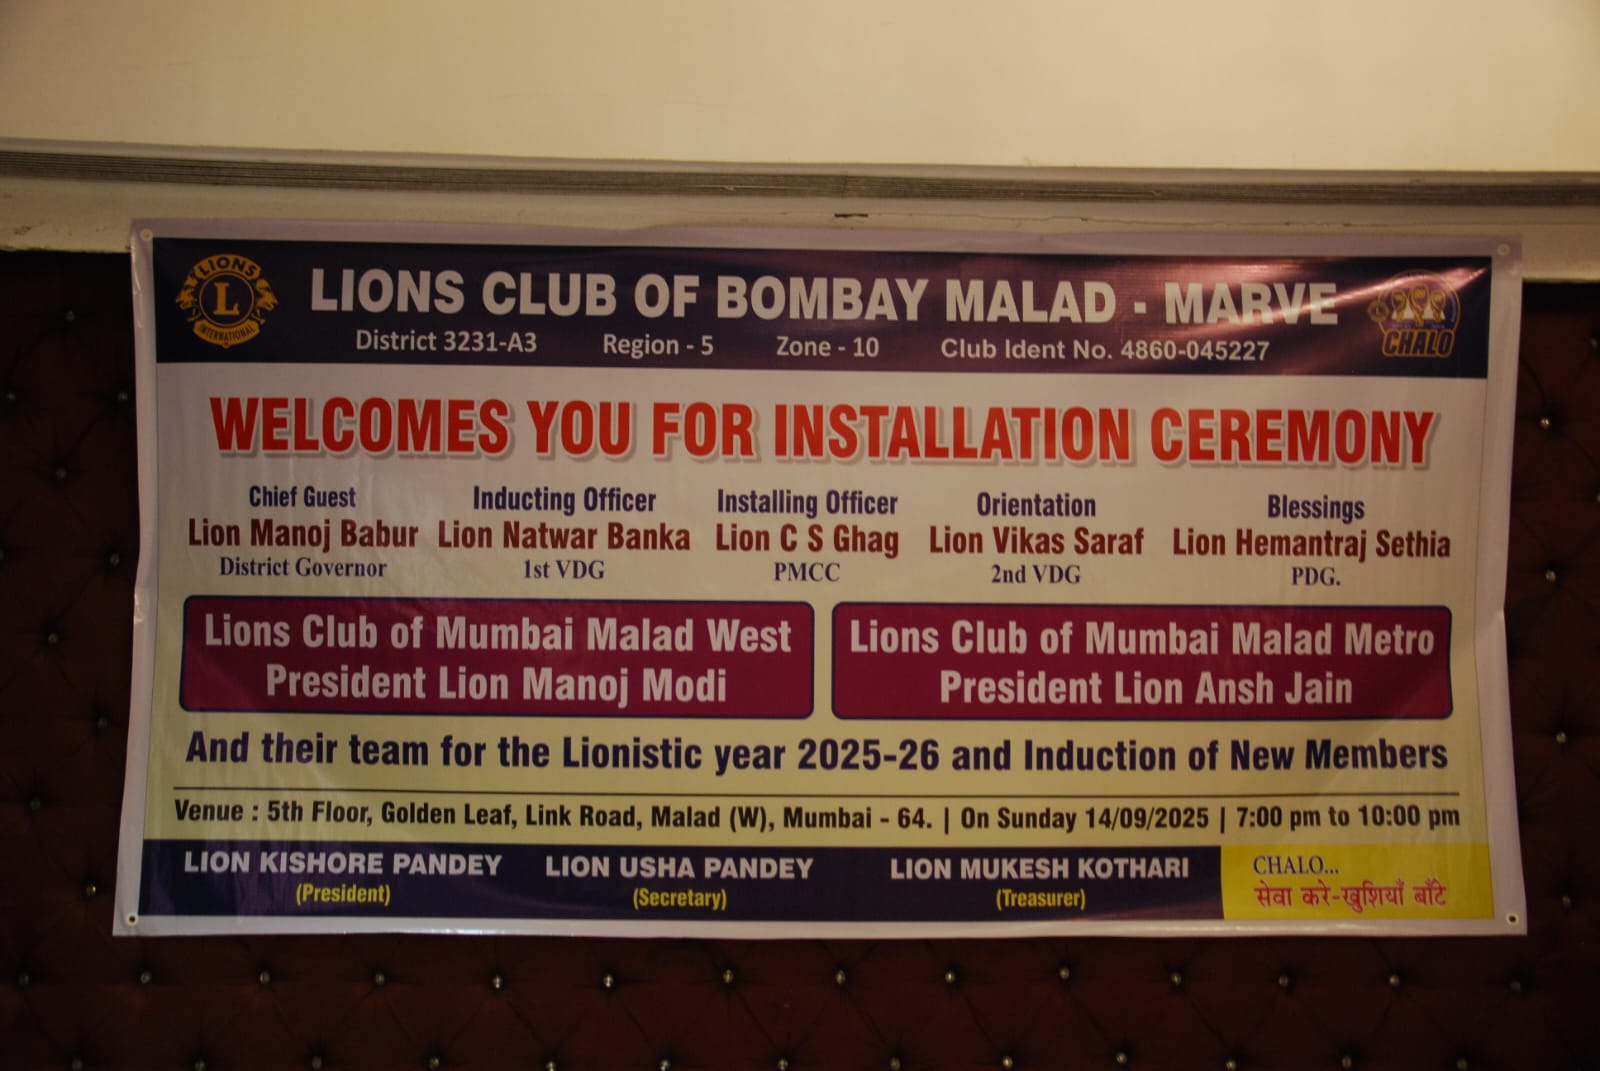 LIONS CLUB OF BOMBAY MALAD - MARVE
District 3231-A3 Region - 5 Zone - 10 Club Ident No. 4860-045227
LIONS
L
INTERNATIONAL
CHALO
WELCOMES YOU FOR INSTALLATION CEREMONY
Chief Guest
Lion Manoj Babur
District Governor
Inducting Officer
Lion Natwar Banka
1st VDG
Installing Officer
Lion C S Ghag
PMCC
Orientation
Lion Vikas Saraf
2nd VDG
Blessings
Lion Hemantraj Sethia
PDG.
Lions Club of Mumbai Malad West
President Lion Manoj Modi
Lions Club of Mumbai Malad Metro
President Lion Ansh Jain
And their team for the Lionistic year 2025-26 and Induction of New Members
Venue : 5th Floor, Golden Leaf, Link Road, Malad (W), Mumbai - 64. | On Sunday 14/09/2025 | 7:00 pm to 10:00 pm
LION KISHORE PANDEY
(President)
LION USHA PANDEY
(Secretary)
LION MUKESH KOTHARI
(Treasurer)
CHALO...
सेवा करे-खुशियाँ बाँटे